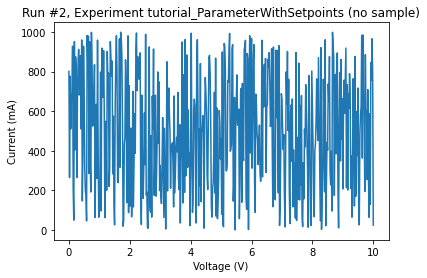 Run #2, Experiment tutorial_ParameterWithSetpoints (no sample)
1000
800
600
400
200
0
Current (mA)
0 2 4 6 8 10
Voltage (V)